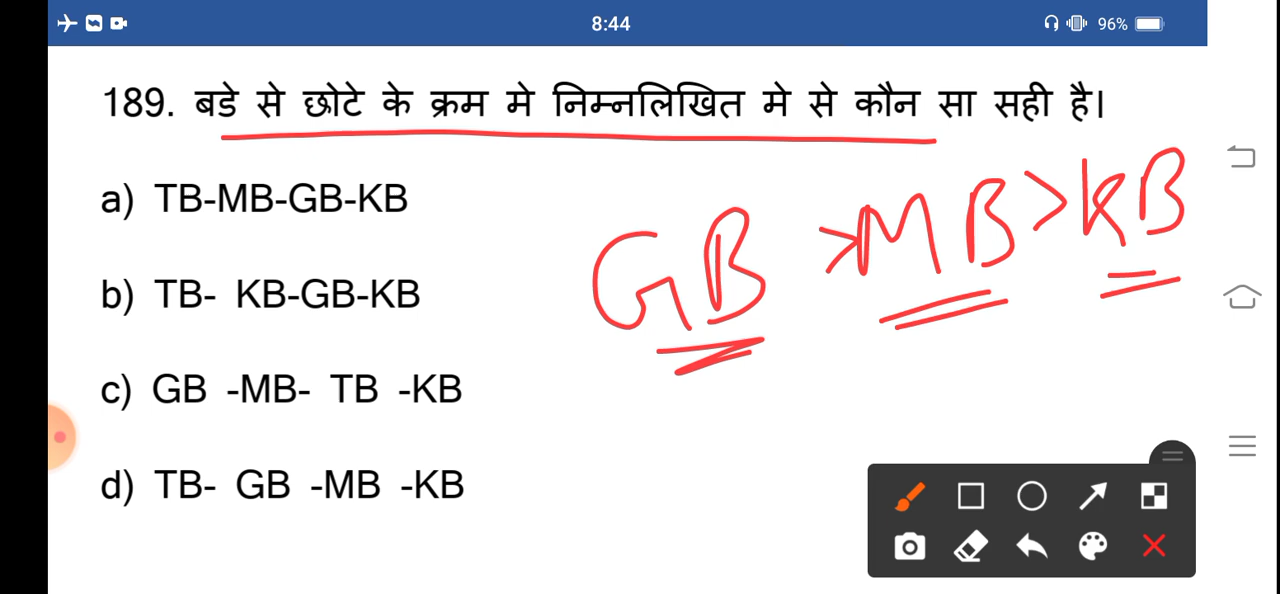 8:44
96%
189. बडे से छोटे के क्रम मे निम्नलिखित मे से कौन सा सही है।
a) TB-MB-GB-KB
GB >MB>KB
b) TB- KB-GB-KB
c) GB -MB- TB -KB
d) TB- GB -MB -KB